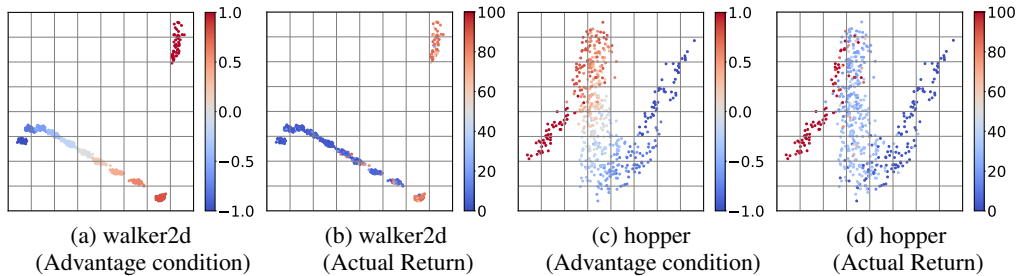 1.0
0.5
0.0
−0.5
−1.0
100
80
60
40
20
0
1.0
0.5
0.0
−0.5
−1.0
100
80
60
40
20
0
(a) walker2d
(Advantage condition)
(b) walker2d
(Actual Return)
(c) hopper
(Advantage condition)
(d) hopper
(Actual Return)